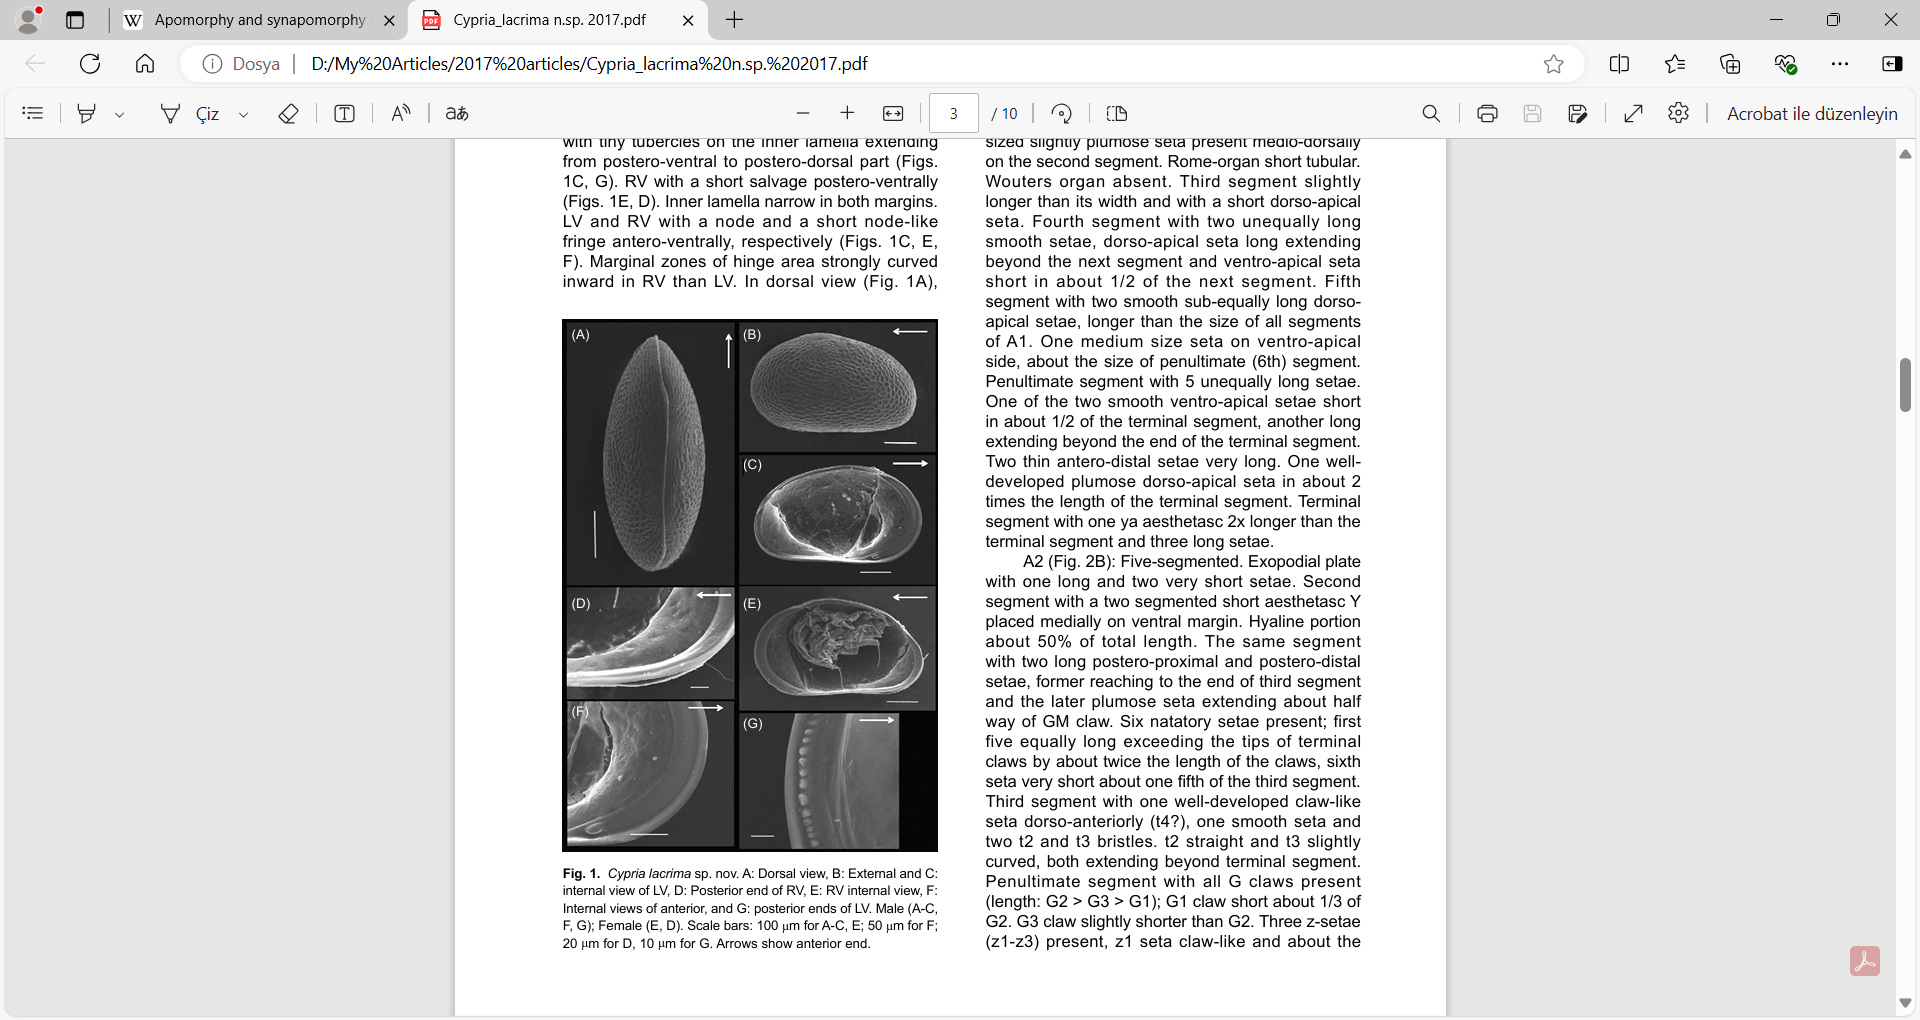 Apomorphy and synapomorphy
Cypria_lacrima n.sp. 2017.pdf
Dosya
D:/My%20Articles/2017%20articles/Cypria_lacrima%20n.sp.%202017.pdf
Çiz
3 / 10
Acrobat ile düzenleyin
with tiny tubercles on the inner lamella extending
from postero-ventral to postero-dorsal part (Figs.
1C, G). RV with a short salvage postero-ventrally
(Figs. 1E, D). Inner lamella narrow in both margins.
LV and RV with a node and a short node-like
fringe antero-ventrally, respectively (Figs. 1C, E,
F). Marginal zones of hinge area strongly curved
inward in RV than LV. In dorsal view (Fig. 1A),
(A)
(B)
(C)
(D)
(E)
(F)
(G)
Fig. 1. Cypria lacrima sp. nov. A: Dorsal view, B: External and C:
internal view of LV, D: Posterior end of RV, E: RV internal view, F:
Internal views of anterior, and G: posterior ends of LV. Male (A-C,
F, G); Female (E, D). Scale bars: 100 μm for A-C, E; 50 μm for F;
20 μm for D, 10 μm for G. Arrows show anterior end.
sized slightly plumose seta present medio-dorsally
on the second segment. Rome-organ short tubular.
Wouters organ absent. Third segment slightly
longer than its width and with a short dorso-apical
seta. Fourth segment with two unequally long
smooth setae, dorso-apical seta long extending
beyond the next segment and ventro-apical seta
short in about 1/2 of the next segment. Fifth
segment with two smooth sub-equally long dorso-
apical setae, longer than the size of all segments
of A1. One medium size seta on ventro-apical
side, about the size of penultimate (6th) segment.
Penultimate segment with 5 unequally long setae.
One of the two smooth ventro-apical setae short
in about 1/2 of the terminal segment, another long
extending beyond the end of the terminal segment.
Two thin antero-distal setae very long. One well-
developed plumose dorso-apical seta in about 2
times the length of the terminal segment. Terminal
segment with one ya aesthetasc 2x longer than the
terminal segment and three long setae.
A2 (Fig. 2B): Five-segmented. Exopodial plate
with one long and two very short setae. Second
segment with a two segmented short aesthetasc Y
placed medially on ventral margin. Hyaline portion
about 50% of total length. The same segment
with two long postero-proximal and postero-distal
setae, former reaching to the end of third segment
and the later plumose seta extending about half
way of GM claw. Six natatory setae present; first
five equally long exceeding the tips of terminal
claws by about twice the length of the claws, sixth
seta very short about one fifth of the third segment.
Third segment with one well-developed claw-like
seta dorso-anteriorly (t4?), one smooth seta and
two t2 and t3 bristles. t2 straight and t3 slightly
curved, both extending beyond terminal segment.
Penultimate segment with all G claws present
(length: G2 > G3 > G1); G1 claw short about 1/3 of
G2. G3 claw slightly shorter than G2. Three z-setae
(z1-z3) present, z1 seta claw-like and about the